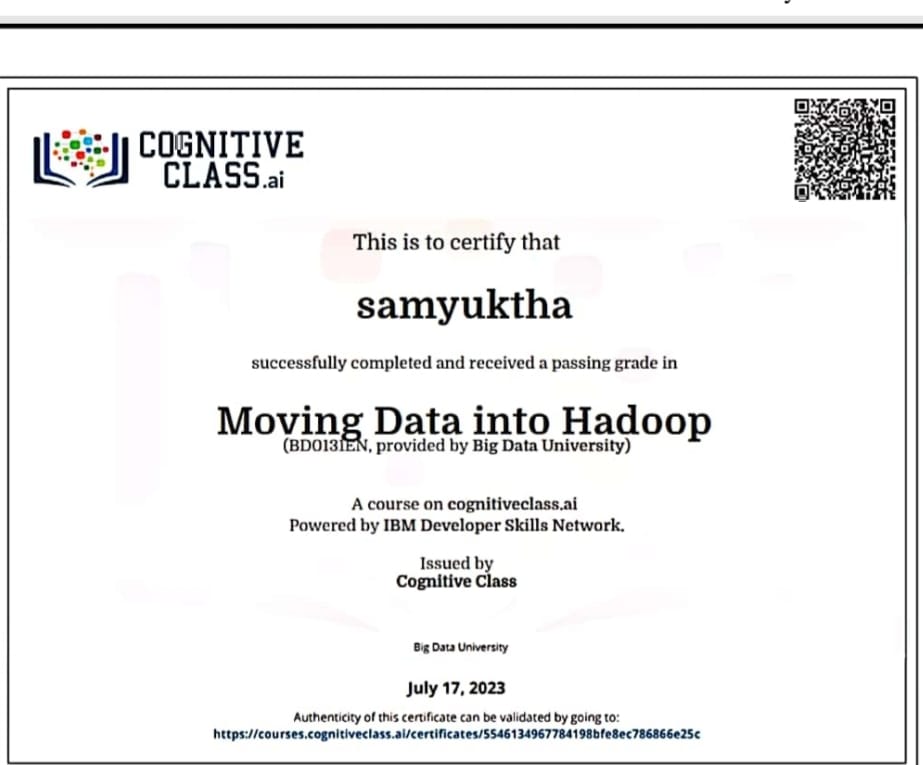 COGNITIVE
CLASS.ai
This is to certify that
samyuktha
successfully completed and received a passing grade in
Moving Data into Hadoop
(BD0131EN, provided by Big Data University)
A course on cognitiveclass.ai
Powered by IBM Developer Skills Network.
Issued by
Cognitive Class
Big Data University
July 17, 2023
Authenticity of this certificate can be validated by going to:
https://courses.cognitiveclass.ai/certificates/5546134967784198bfe8ec786866e25c